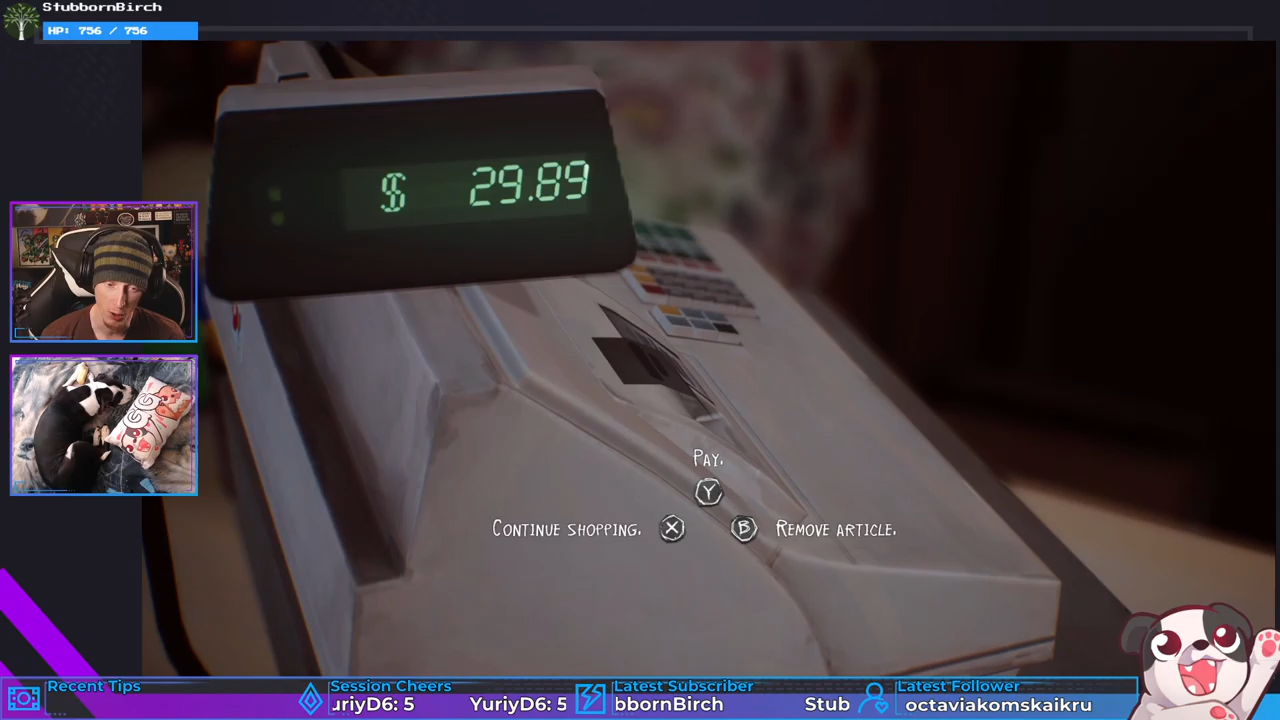 StubbornBirch
HP: 756 / 756
$ 29.89
PAY.
Y
CONTINUE SHOPPING. X B REMOVE ARTICLE.
GG
Recent Tips
Session Cheers
uriyD6: 5 YuriyD6: 5
Latest Subscriber
bbornBirch Stub
Latest Follower
octaviakomskaikru